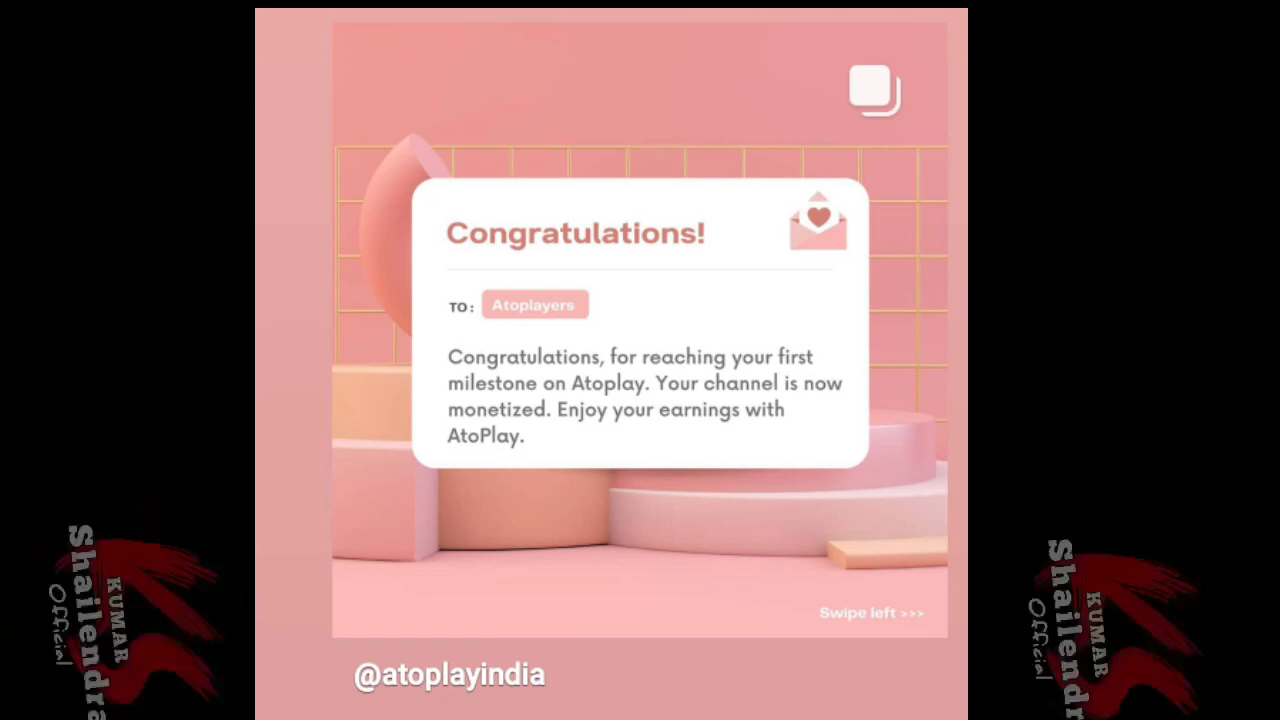 Congratulations!
TO: Atoplayers
Congratulations, for reaching your first
milestone on Atoplay. Your channel is now
monetized. Enjoy your earnings with
AtoPlay.
Swipe left >>>
@atoplayindia
KUMAR
Shailendra
Official
KUMAR
Shailendra
Official